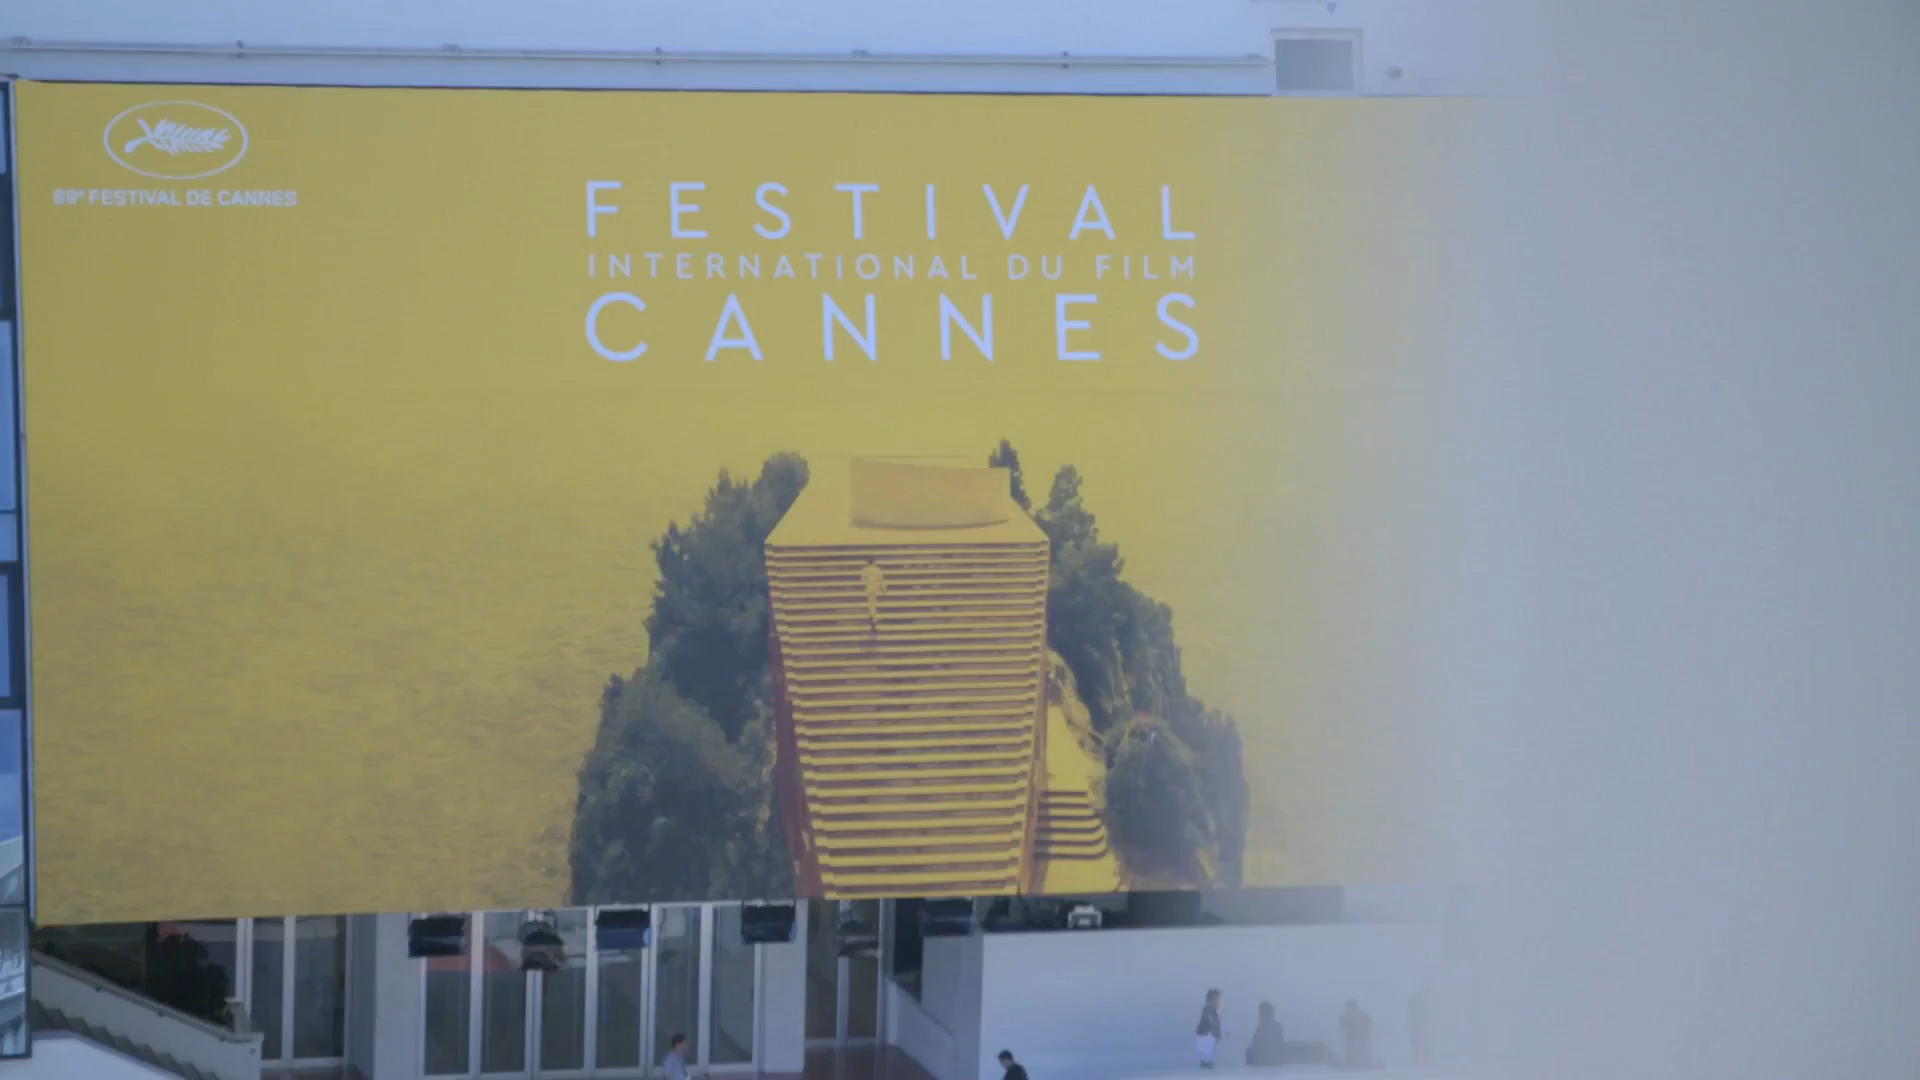 69e FESTIVAL DE CANNES
FESTIVAL
INTERNATIONAL DU FILM
CANNES